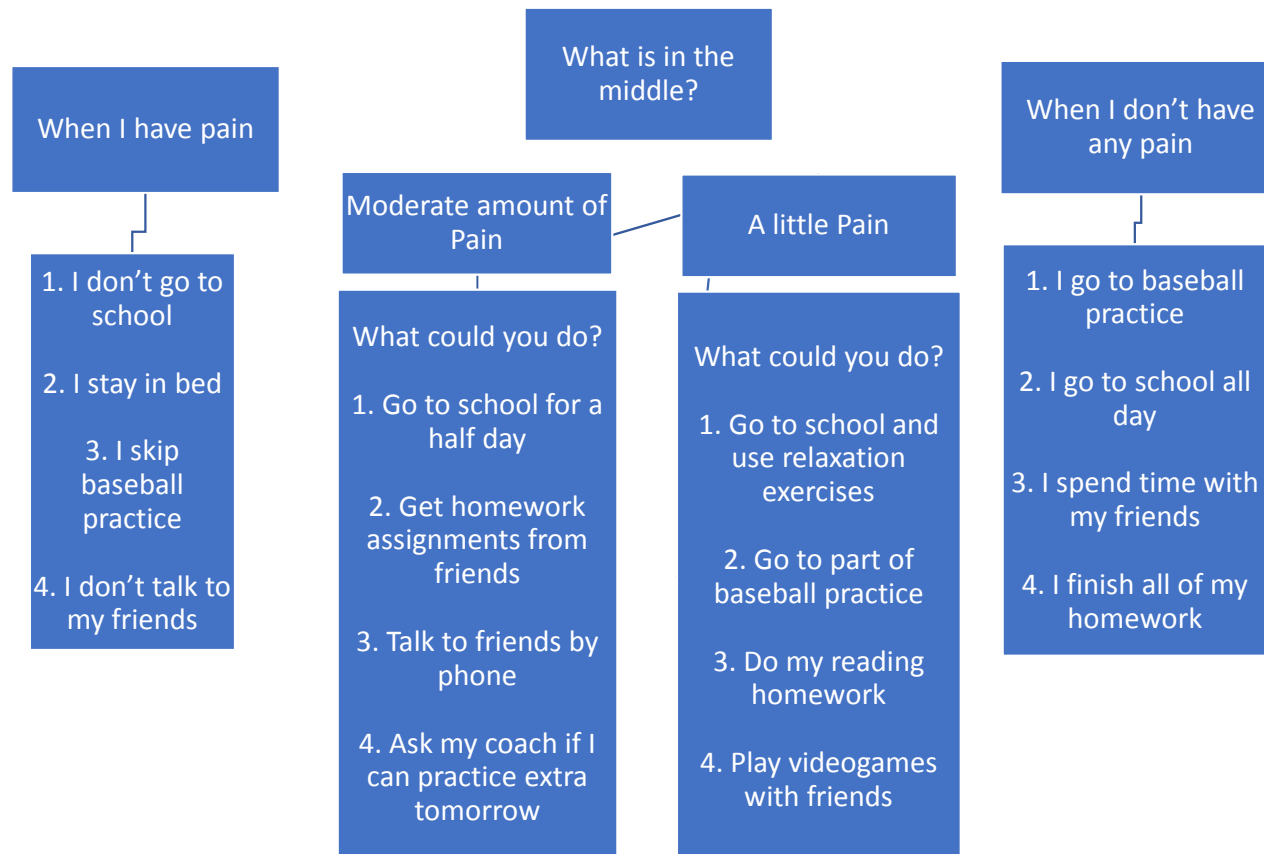 What is in the
middle?
When I have pain
When I don’t have
any pain
Moderate amount of
Pain
A little Pain
1. I don’t go to
school
2. I stay in bed
3. I skip
baseball
practice
4. I don’t talk to
my friends
What could you do?
1. Go to school for a
half day
2. Get homework
assignments from
friends
3. Talk to friends by
phone
4. Ask my coach if I
can practice extra
tomorrow
What could you do?
1. Go to school and
use relaxation
exercises
2. Go to part of
baseball practice
3. Do my reading
homework
4. Play videogames
with friends
1. I go to baseball
practice
2. I go to school all
day
3. I spend time with
my friends
4. I finish all of my
homework